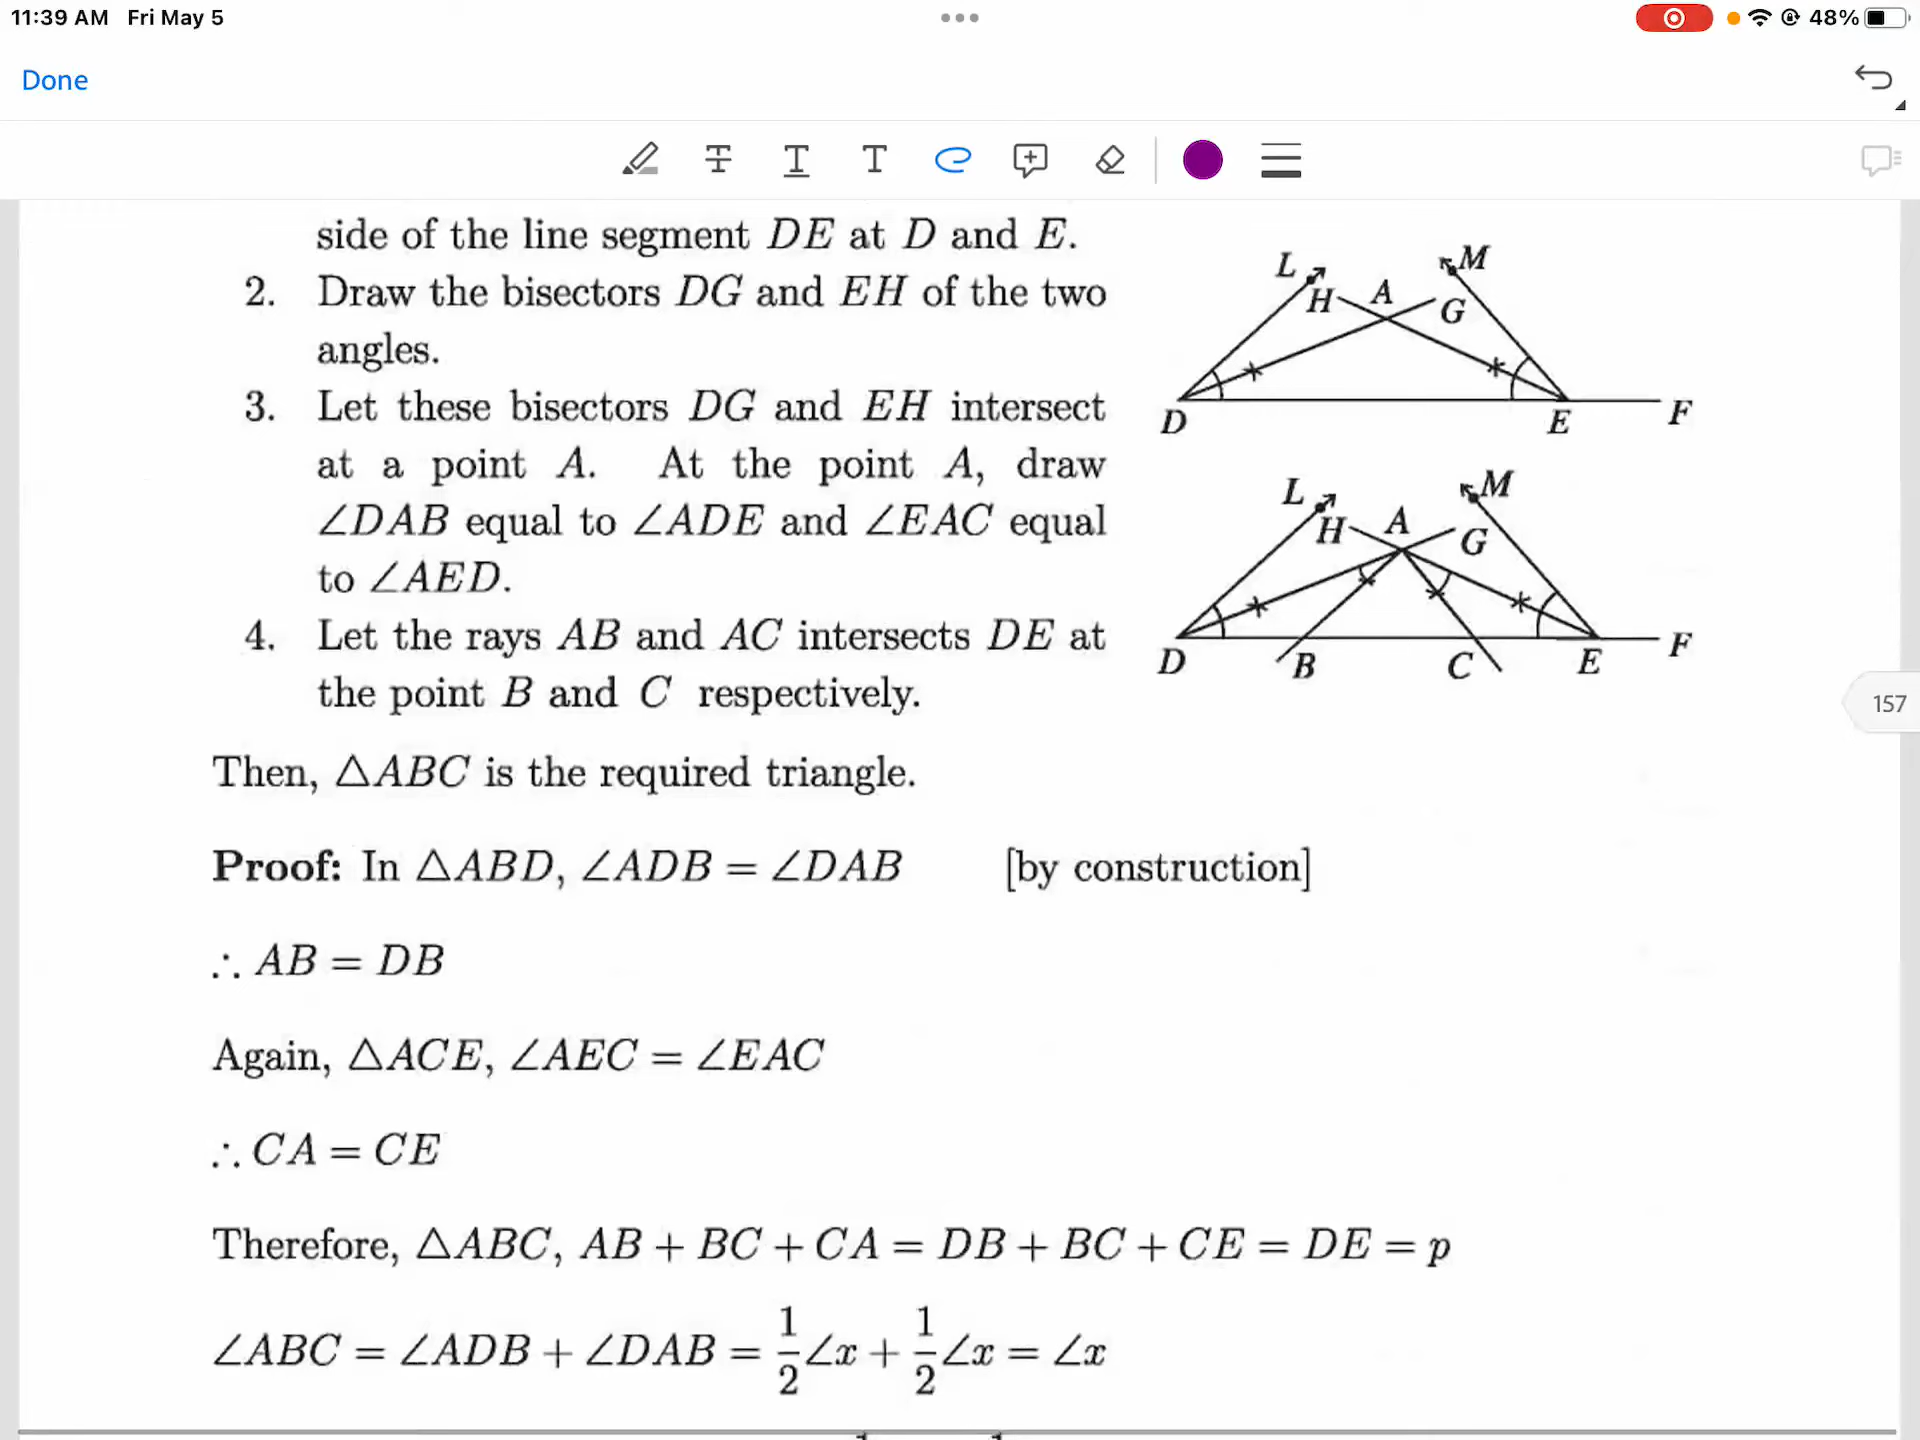 11:39 AM Fri May 5
48%
Done
T T T
side of the line segment DE at D and E.
2. Draw the bisectors DG and EH of the two
angles.
3. Let these bisectors DG and EH intersect
at a point A. At the point A, draw
∠DAB equal to ∠ADE and ∠EAC equal
to ∠AED.
4. Let the rays AB and AC intersects DE at
the point B and C respectively.
L H A M G
D E F
L H A M G
D B C E F
157
Then, △ABC is the required triangle.
Proof: In △ABD, ∠ADB = ∠DAB [by construction]
∴ AB = DB
Again, △ACE, ∠AEC = ∠EAC
∴ CA = CE
Therefore, △ABC, AB + BC + CA = DB + BC + CE = DE = p
∠ABC = ∠ADB + ∠DAB = 1/2∠x + 1/2∠x = ∠x